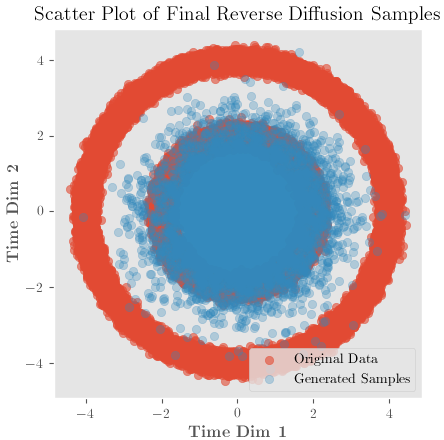 Scatter Plot of Final Reverse Diffusion Samples
4
2
0
−2
−4
Time Dim 2
Original Data
Generated Samples
−4 −2 0 2 4
Time Dim 1